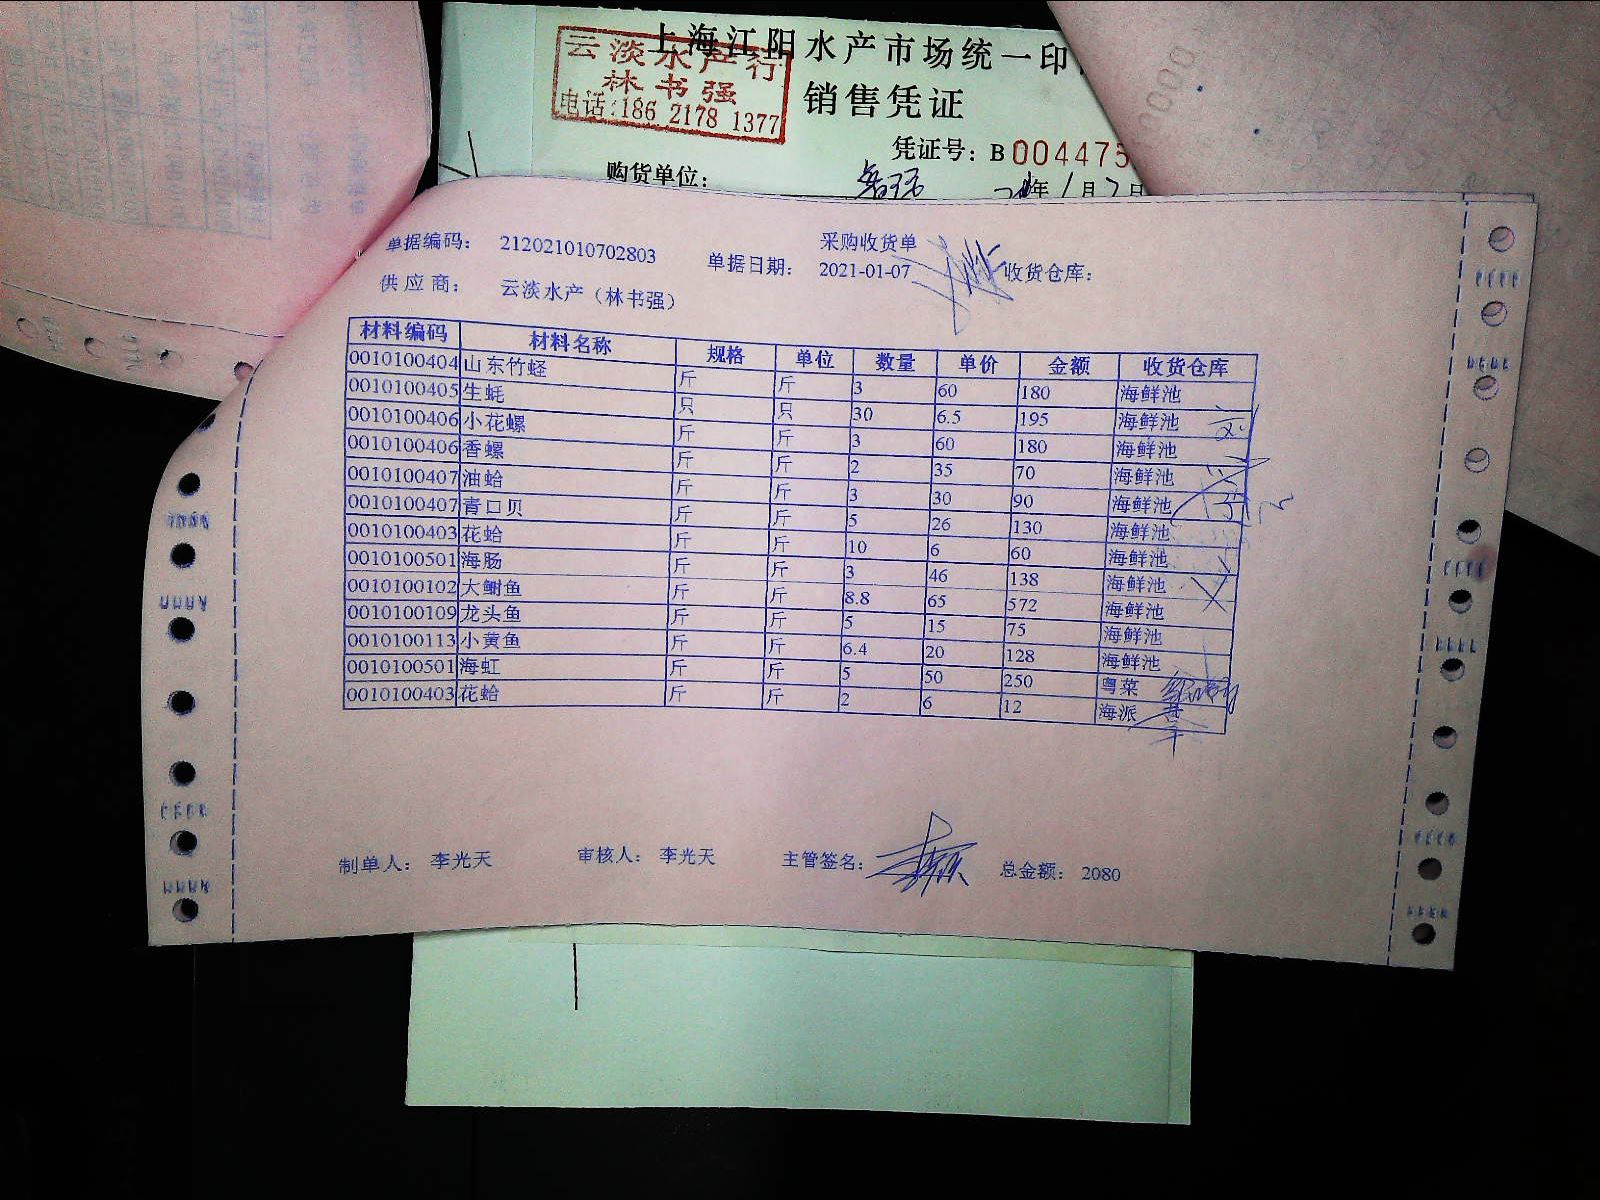 上海江阳水产市场统一印
云淡水产行
林书强
电话:186 2178 1377
销售凭证
凭证号: B 004475
购货单位:
年1月7日
采购收货单
单据编码: 212021010702803 单据日期: 2021-01-07 收货仓库:
供应商: 云淡水产（林书强）
材料编码 材料名称 规格 单位 数量 单价 金额 收货仓库
0010100404 山东竹蛏 斤 斤 3 60 180 海鲜池
0010100405 生蚝 只 只 30 6.5 195 海鲜池
0010100406 小花螺 斤 斤 3 60 180 海鲜池
0010100406 香螺 斤 斤 2 35 70 海鲜池
0010100407 油蛤 斤 斤 3 30 90 海鲜池
0010100407 青口贝 斤 斤 5 26 130 海鲜池
0010100403 花蛤 斤 斤 10 6 60 海鲜池
0010100501 海肠 斤 斤 3 46 138 海鲜池
0010100102 大鲋鱼 斤 斤 8.8 65 572 海鲜池
0010100109 龙头鱼 斤 斤 5 15 75 海鲜池
0010100113 小黄鱼 斤 斤 6.4 20 128 海鲜池
0010100501 海虹 斤 斤 5 50 250 粤菜
0010100403 花蛤 斤 斤 2 6 12 海派
制单人: 李光天 审核人: 李光天 主管签名: 总金额: 2080